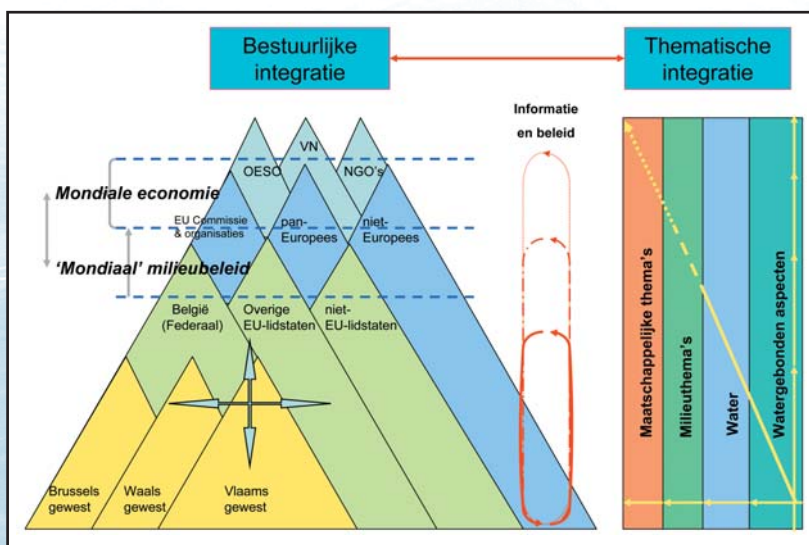 Bestuurlijke
integratie
Thematische
integratie
Informatie
en beleid
VN
OESO
NGO's
Mondiale economie
EU Commissie
& organisaties
pan-
Europees
niet-
Europees
'Mondiaal' milieubeleid
België
(Federaal)
Overige
EU-lidstaten
niet-
EU-lidstaten
Brussels
gewest
Waals
gewest
Vlaams
gewest
Maatschappelijke thema's
Milieuthema's
Water
Watergebonden aspecten